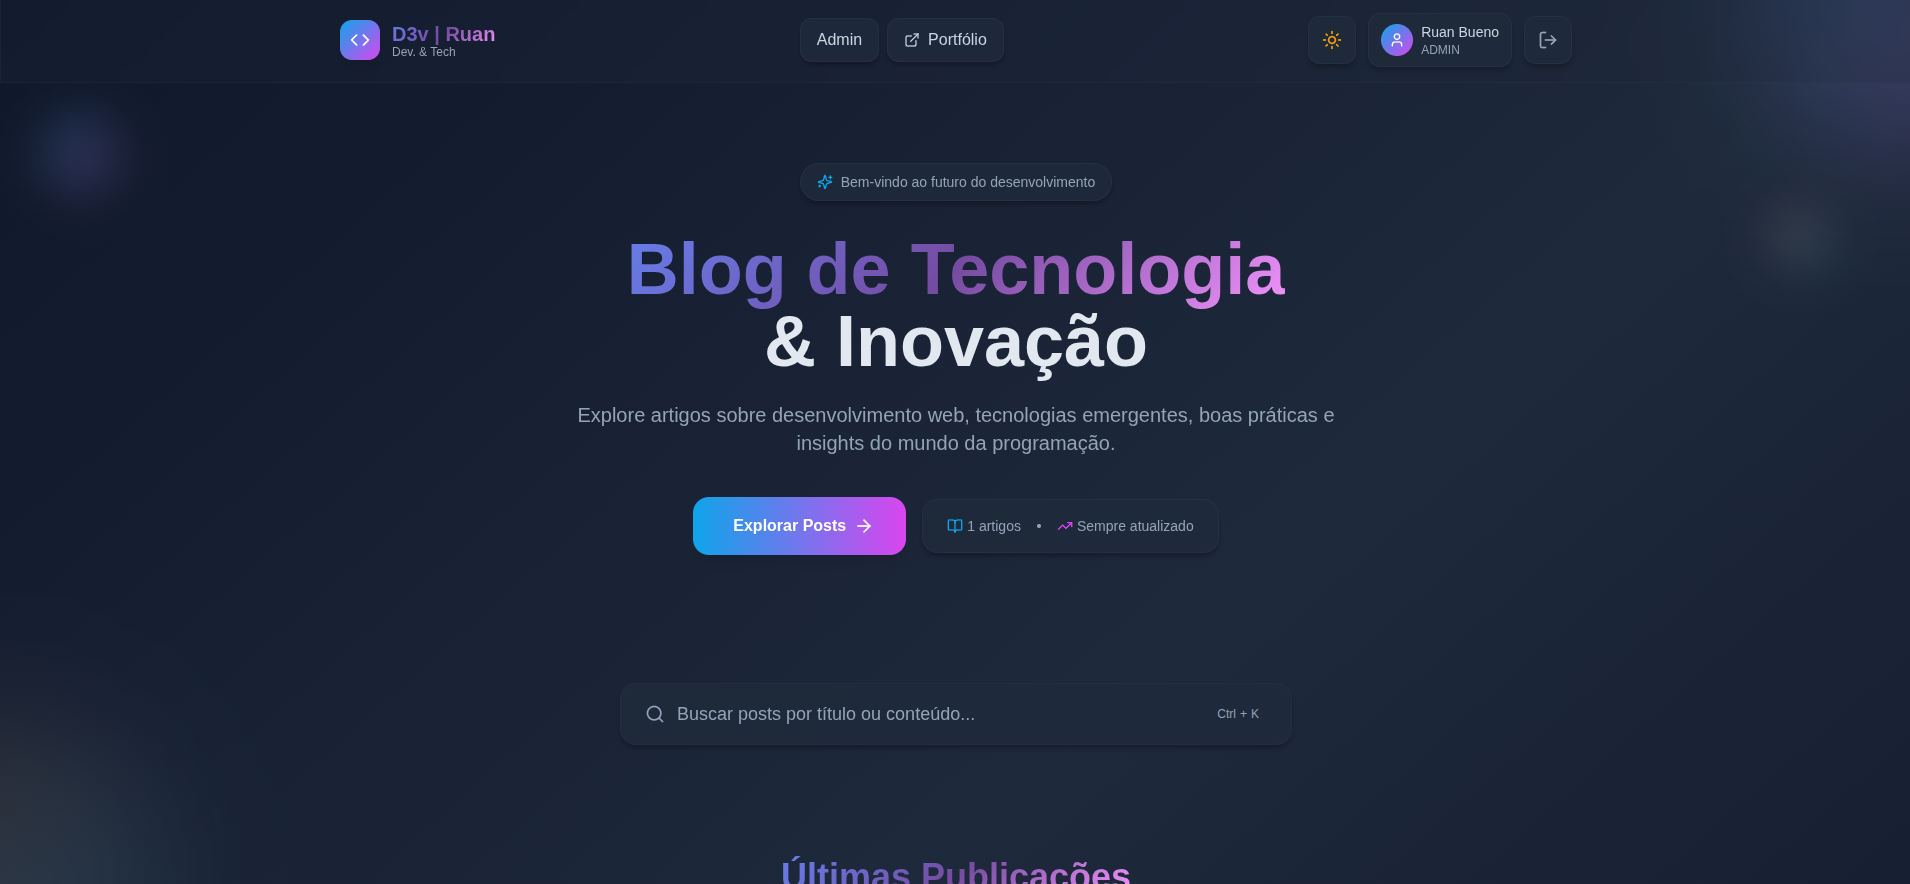 D3v | Ruan
Dev. & Tech
Admin
Portfólio
Ruan Bueno
ADMIN
Bem-vindo ao futuro do desenvolvimento
Blog de Tecnologia
& Inovação
Explore artigos sobre desenvolvimento web, tecnologias emergentes, boas práticas e
insights do mundo da programação.
Explorar Posts
1 artigos • Sempre atualizado
Buscar posts por título ou conteúdo...
Ctrl + K
Últimas Publicações